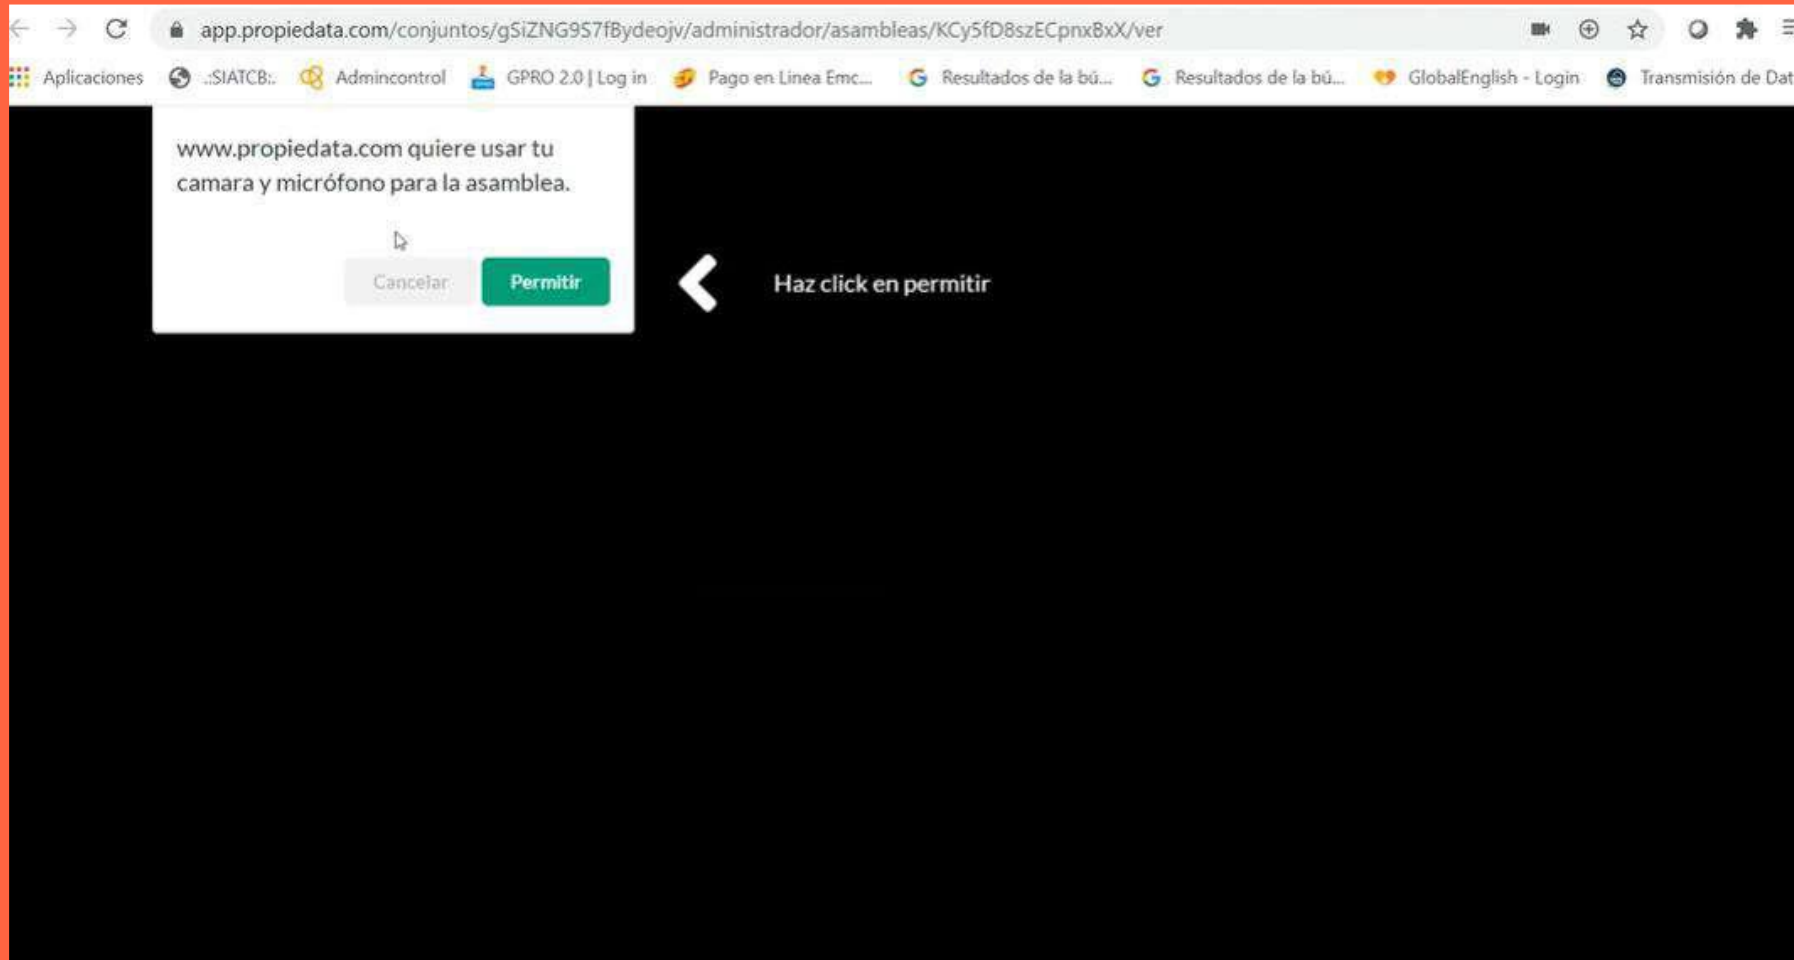 app.propiedata.com/conjuntos/gSiZNG9S7fBydeojv/administrador/asambleas/KCy5fD8szECpnxBxX/ver
Aplicaciones .:SIATCB:. Admincontrol GPRO 2.0 | Log in Pago en Linea Emc... Resultados de la bú... Resultados de la bú... GlobalEnglish - Login Transmisión de Dat
www.propiedata.com quiere usar tu
camara y micrófono para la asamblea.
Cancelar Permitir
Haz click en permitir